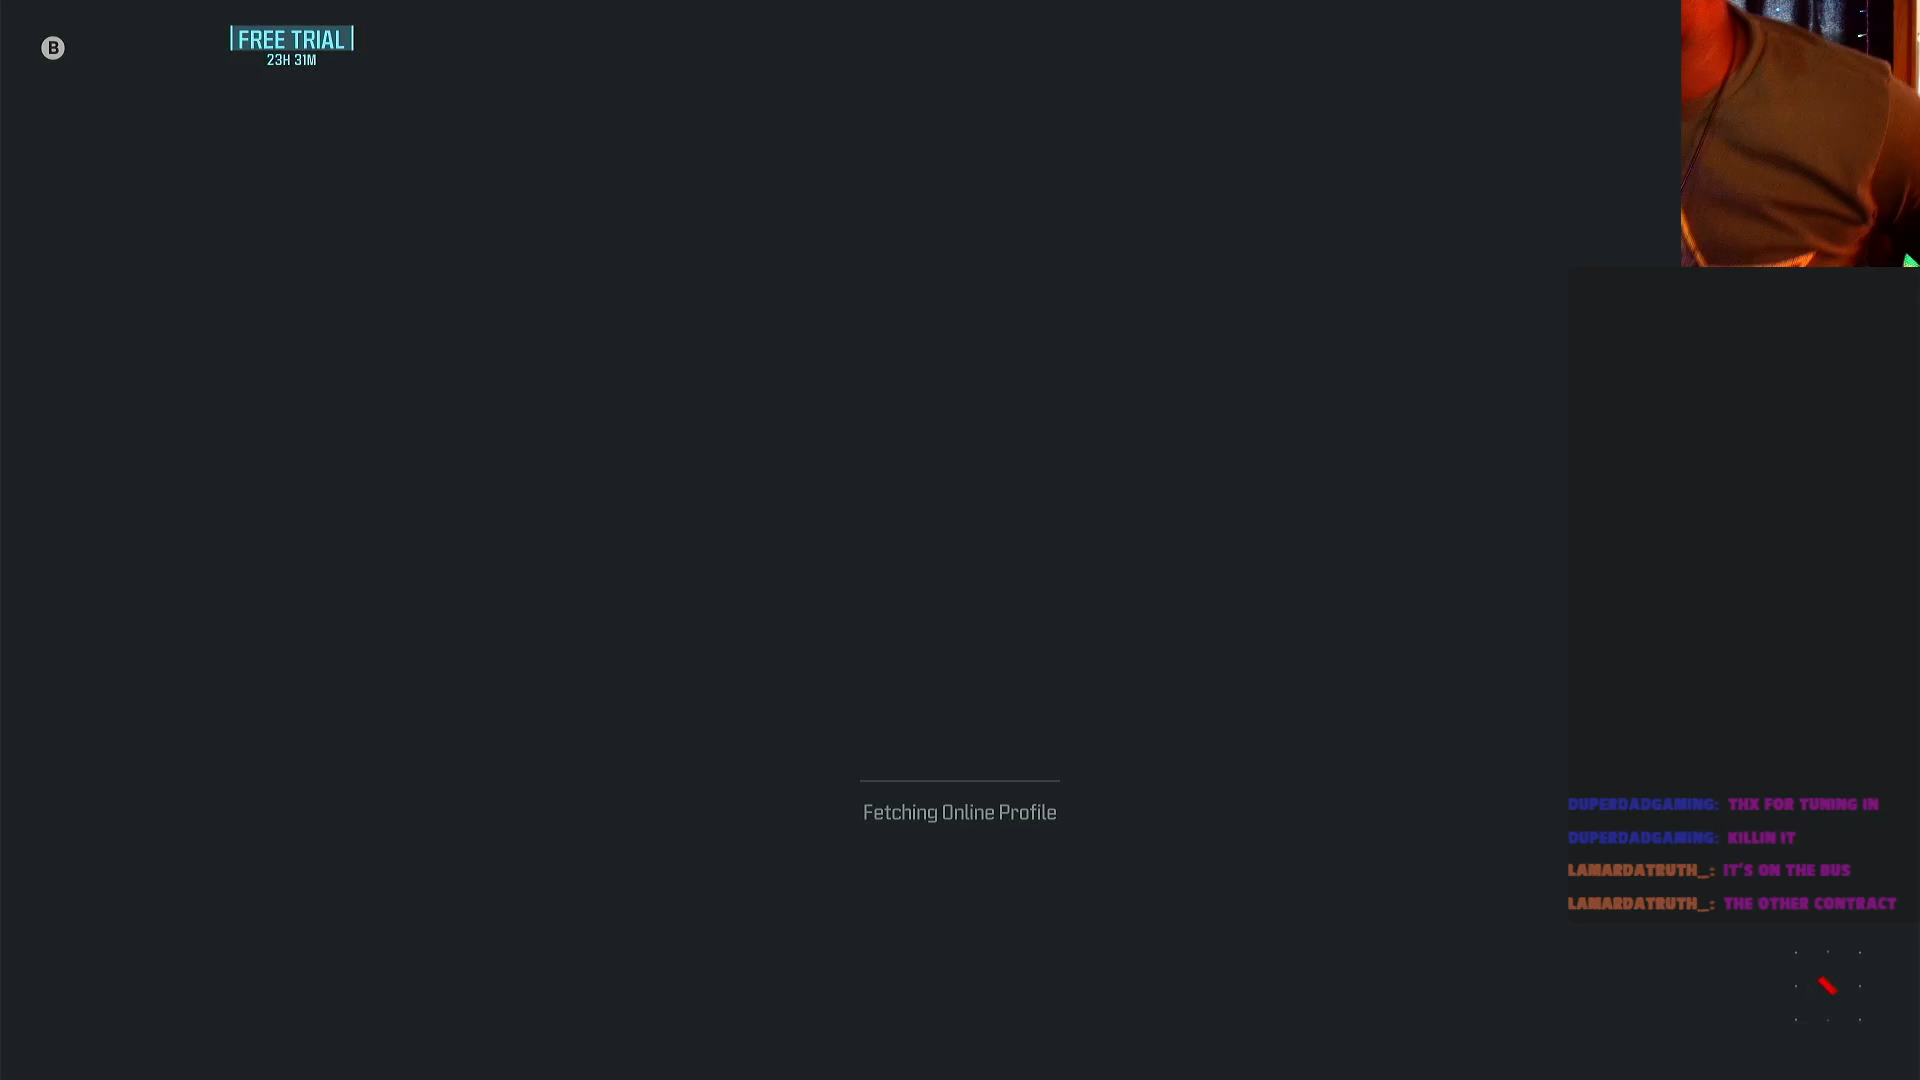 B
FREE TRIAL
23H 31M
Fetching Online Profile
DUPERDADGAMING: THX FOR TUNING IN
DUPERDADGAMING: KILLIN IT
LAMARDATRUTH_: IT'S ON THE BUS
LAMARDATRUTH_: THE OTHER CONTRACT